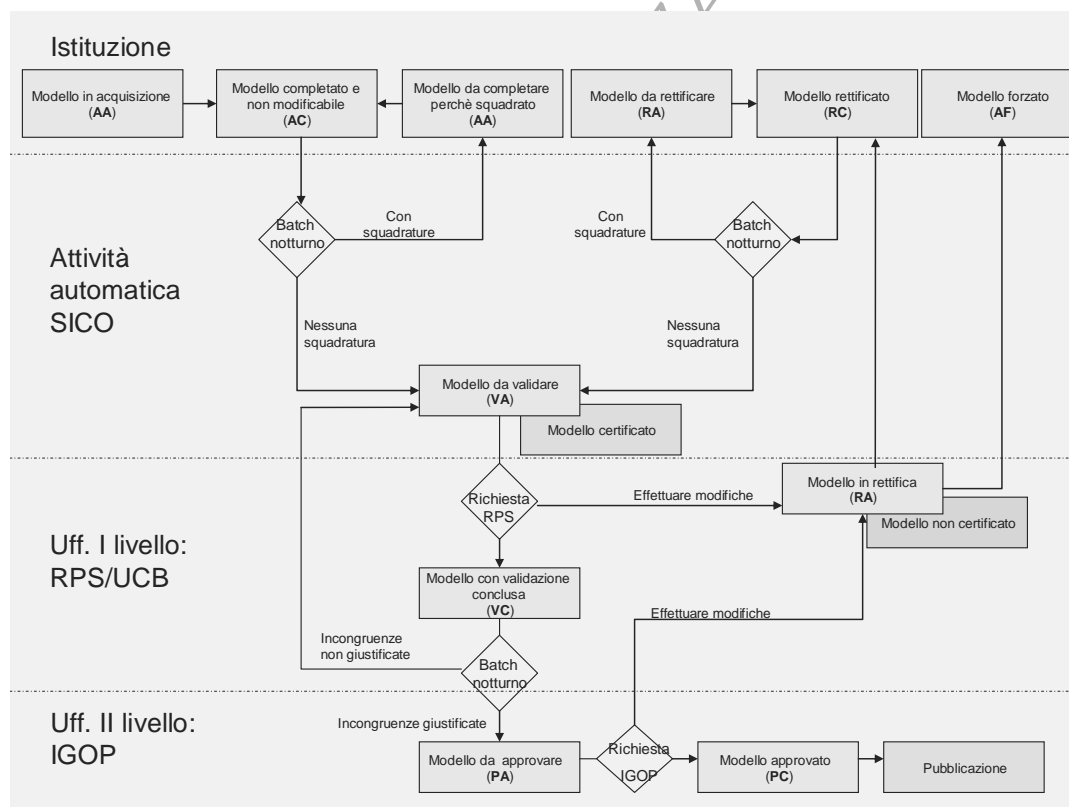 Istituzione
Modello in acquisizione
(AA)
Modello completato e
non modificabile
(AC)
Modello da completare
perchè squadrato
(AA)
Modello da rettificare
(RA)
Modello rettificato
(RC)
Modello forzato
(AF)
Attività
automatica
SICO
Batch
notturno
Con
squadrature
Con
squadrature
Batch
notturno
Nessuna
squadratura
Nessuna
squadratura
Modello da validare
(VA)
Modello certificato
Uff. I livello:
RPS/UCB
Richiesta
RPS
Effettuare modifiche
Modello in rettifica
(RA)
Modello non certificato
Modello con validazione
conclusa
(VC)
Effettuare modifiche
Incongruenze
non giustificate
Batch
notturno
Uff. II livello:
IGOP
Incongruenze giustificate
Modello da approvare
(PA)
Richiesta
IGOP
Modello approvato
(PC)
Pubblicazione